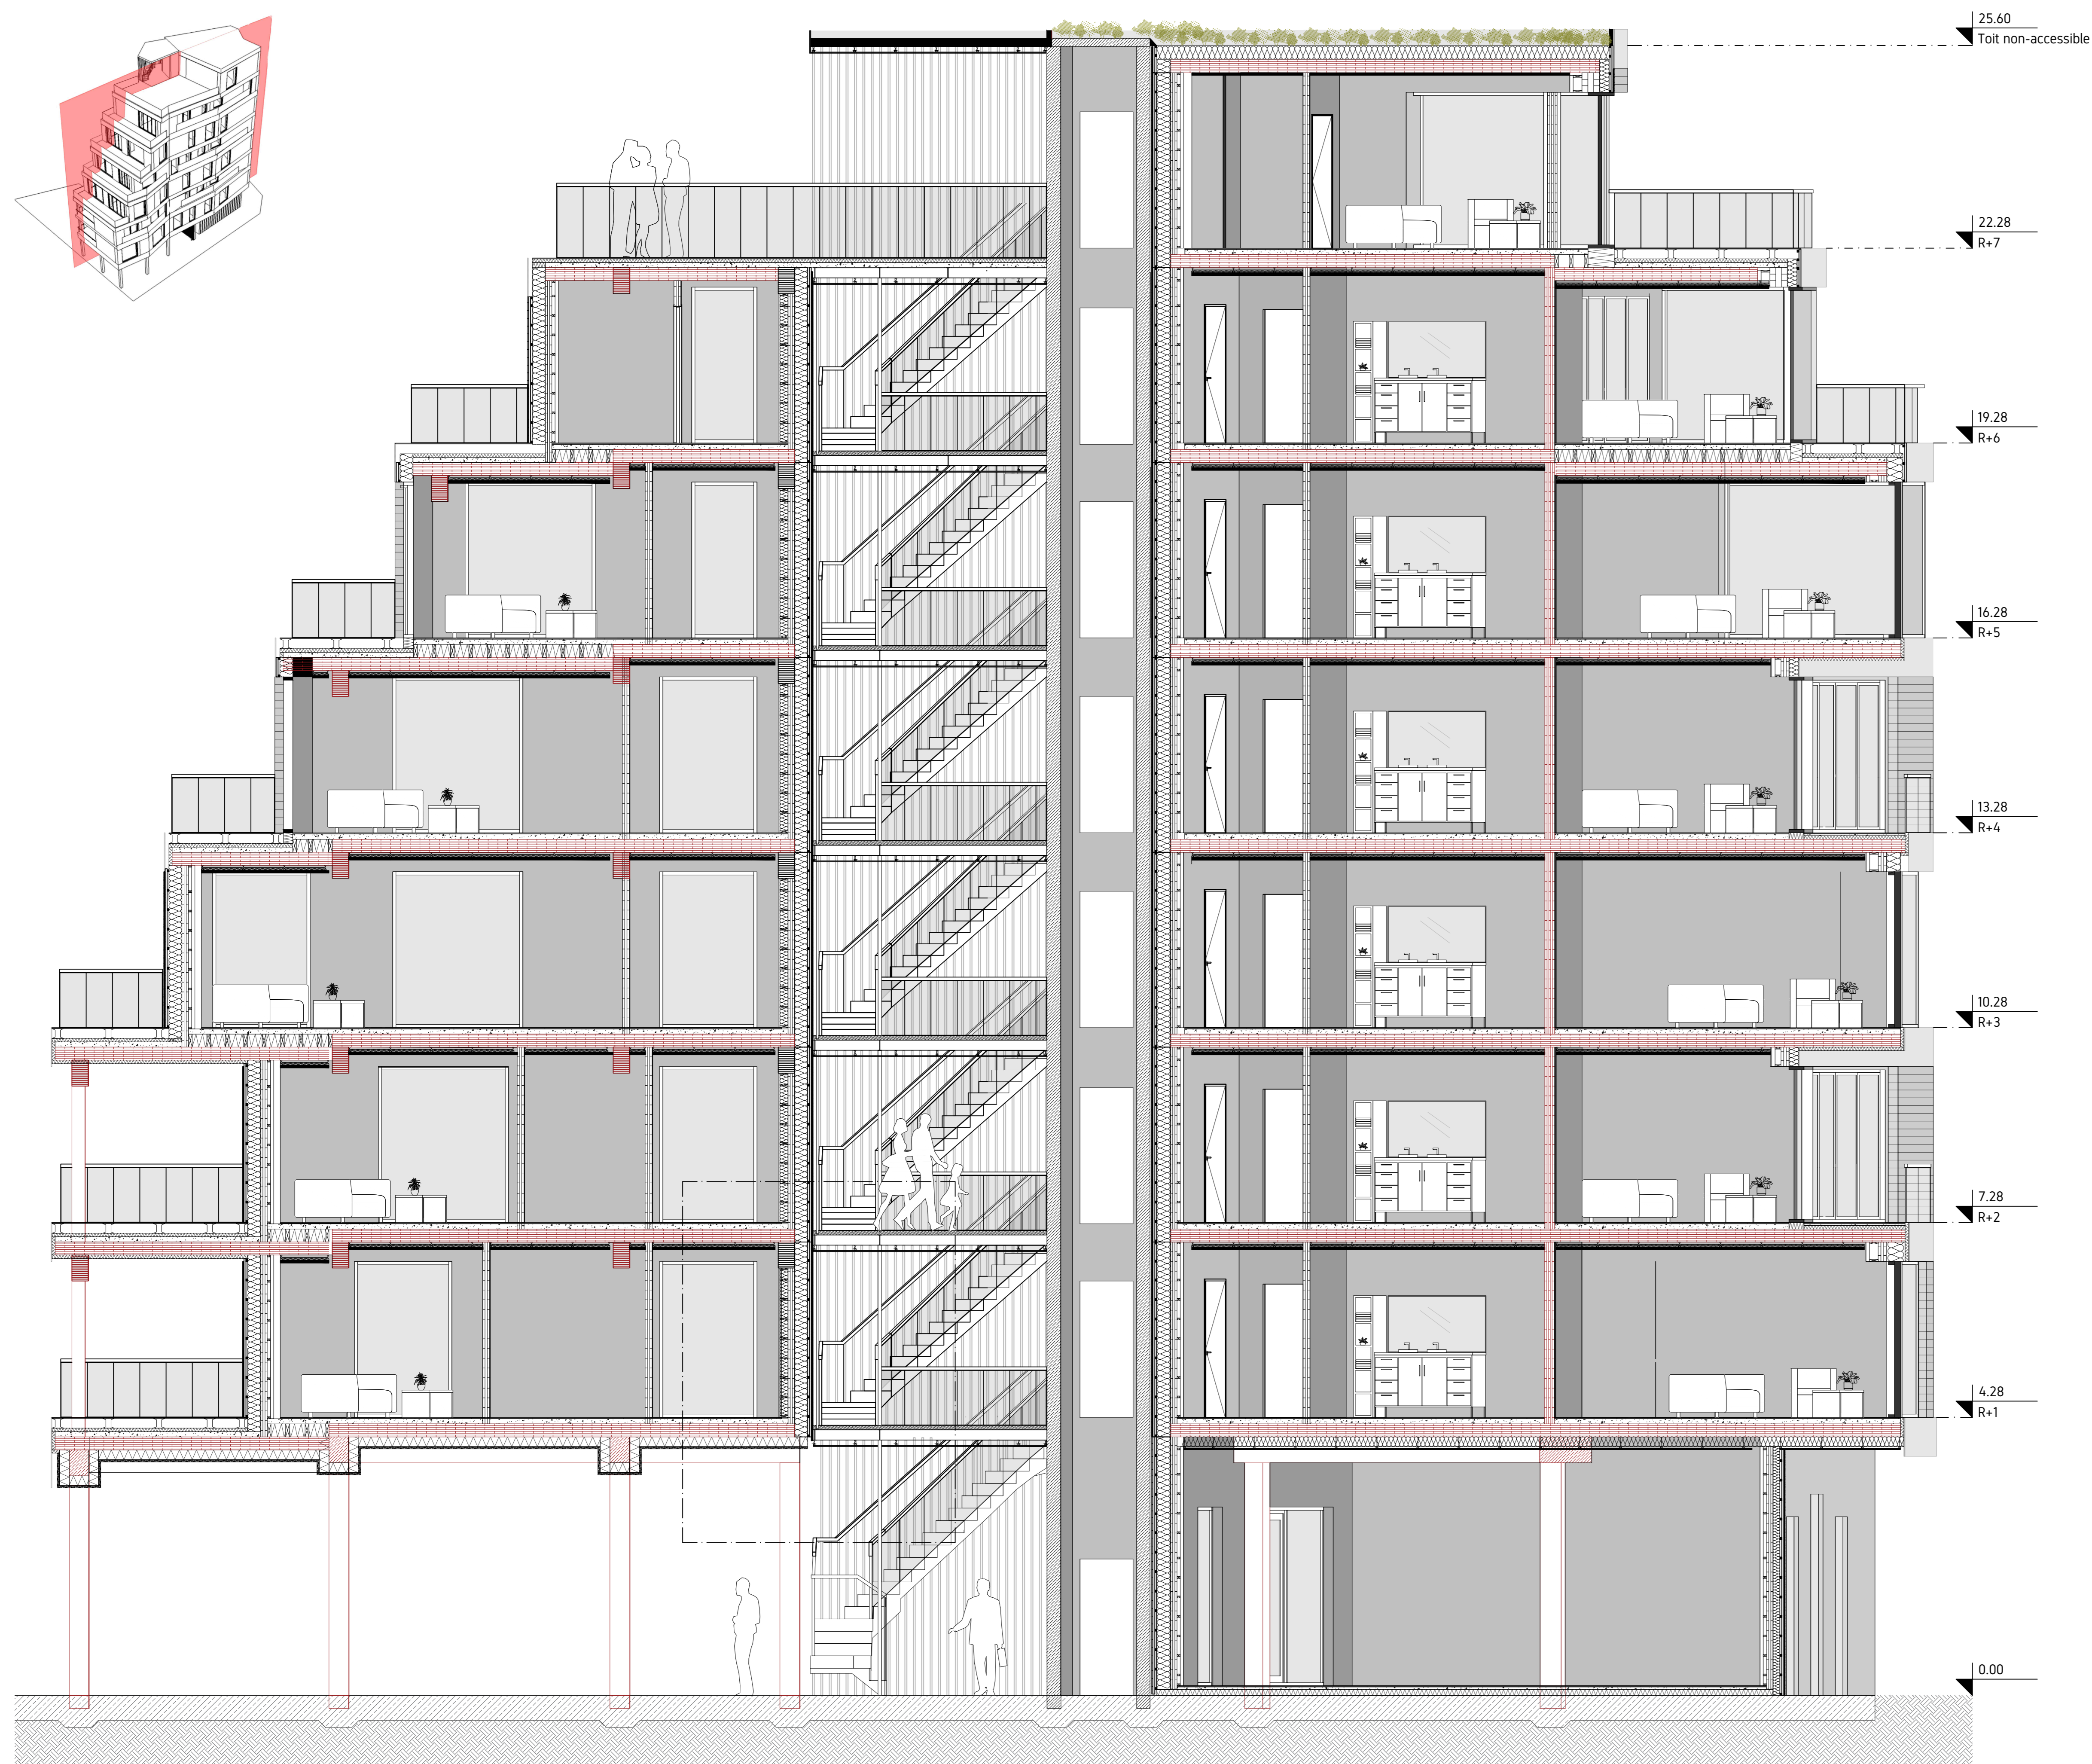 25.60
Toit non-accessible
22.28
R+7
19.28
R+6
16.28
R+5
13.28
R+4
10.28
R+3
7.28
R+2
4.28
R+1
0.00